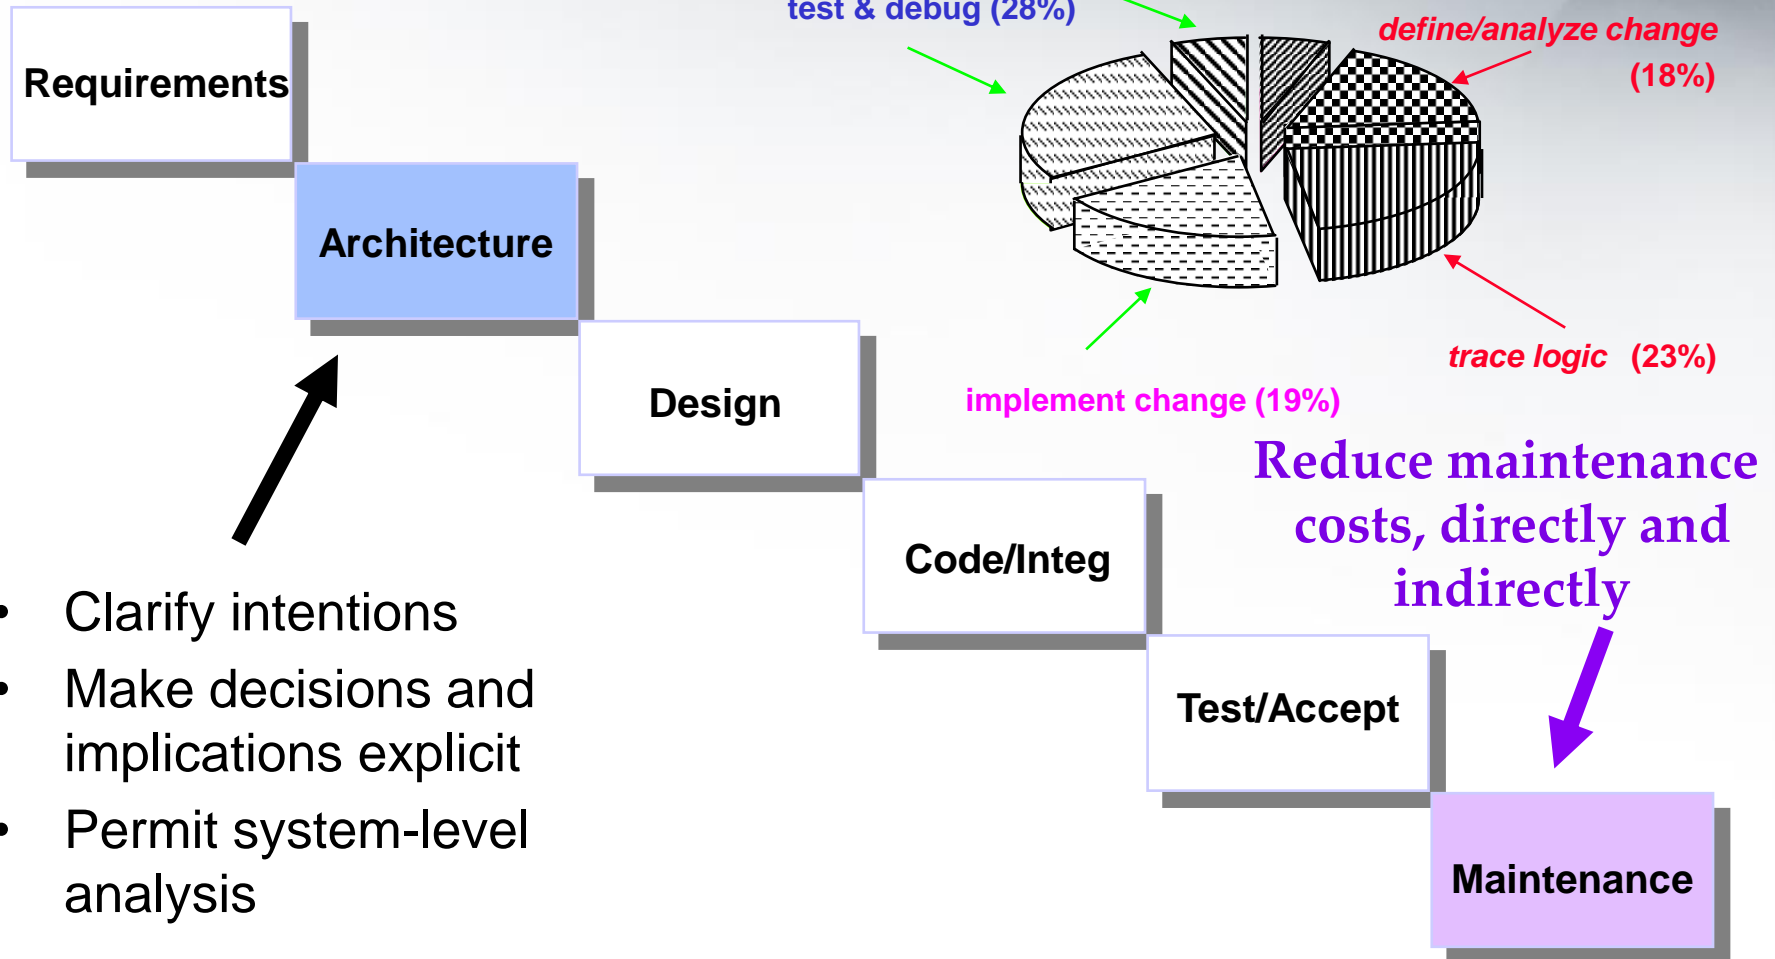 test & debug (28%)
define/analyze change
(18%)
Requirements
Architecture
trace logic (23%)
implement change (19%)
Design
Reduce maintenance
costs, directly and
indirectly
Code/Integ
• Clarify intentions
• Make decisions and
implications explicit
• Permit system-level
analysis
Test/Accept
Maintenance